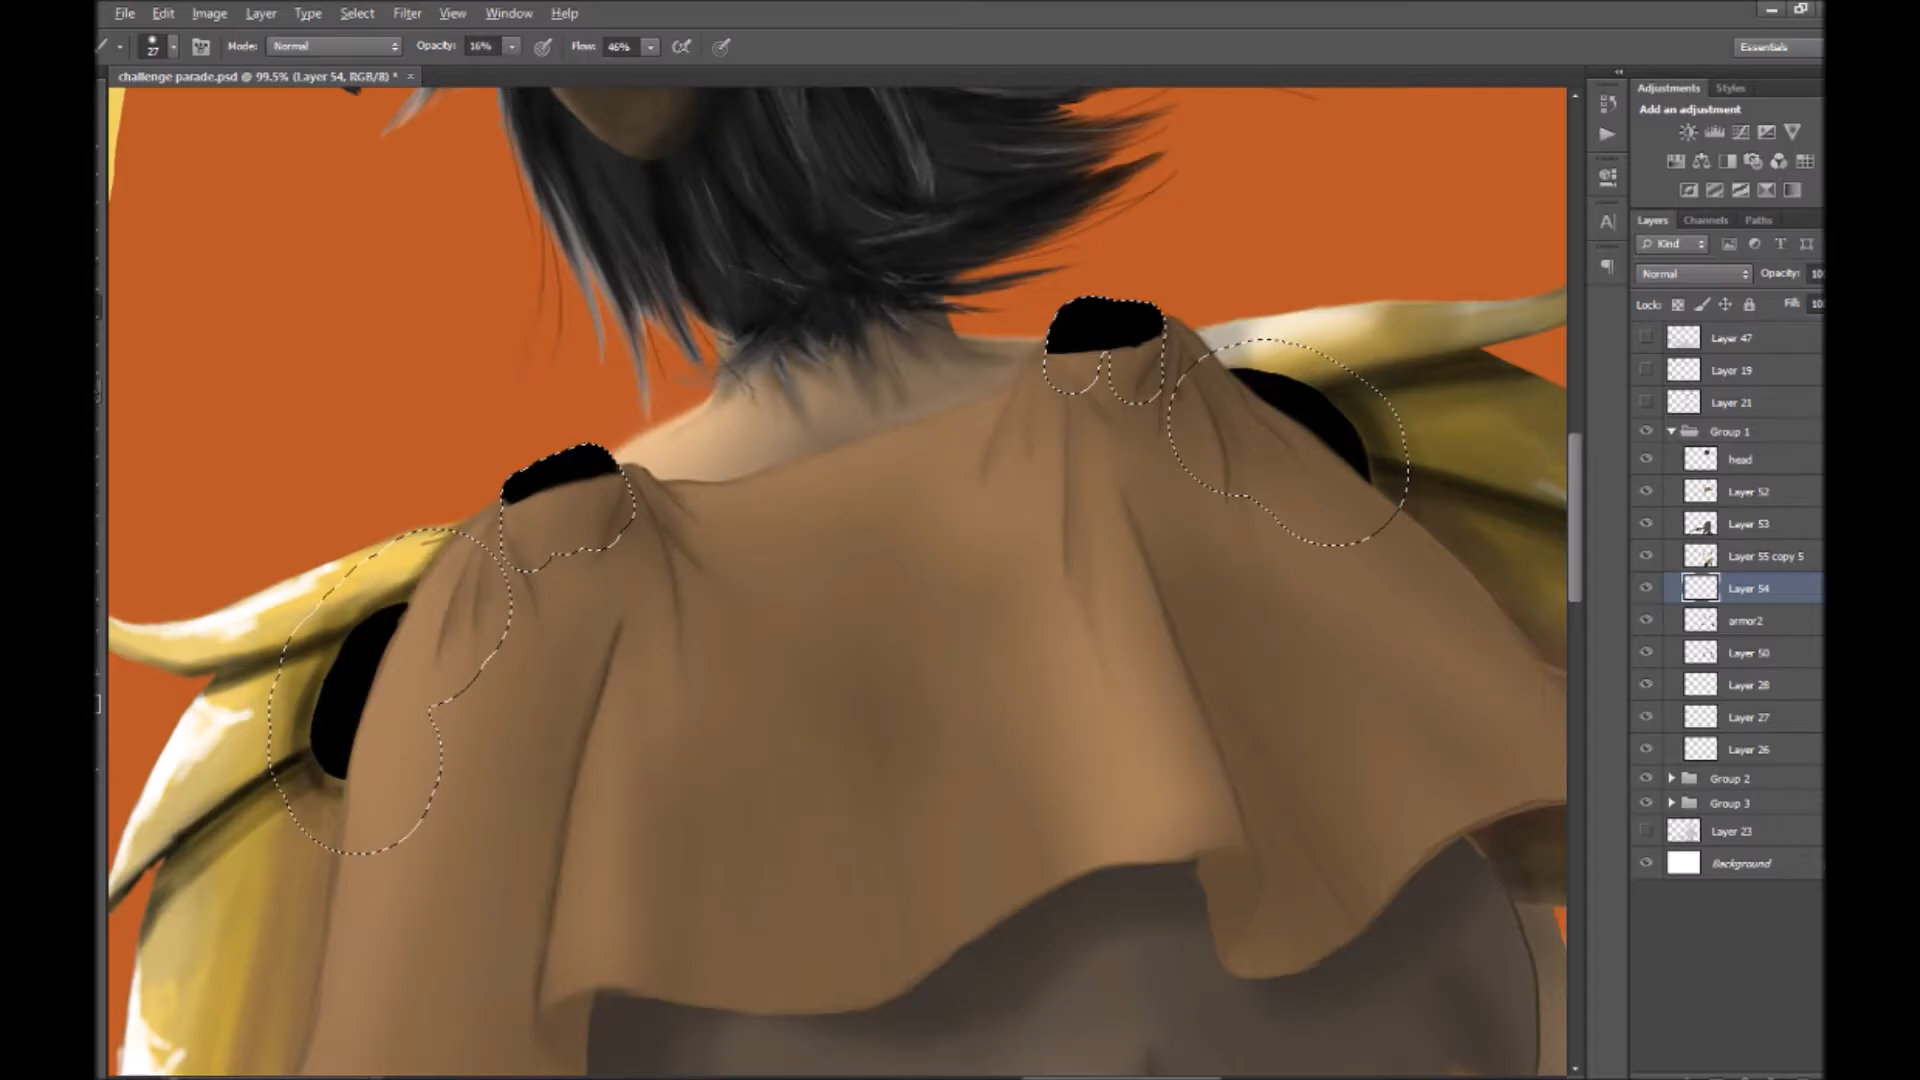 File Edit Image Layer Type Select Filter View Window Help
27 Mode: Normal Opacity: 16% Flow: 46% Essentials
challenge parade.psd @ 99.5% (Layer 54, RGB/8) * ×
Adjustments Styles
Add an adjustment
Layers Channels Paths
Kind
Normal Opacity: 10
Lock: Fill: 10
Layer 47
Layer 19
Layer 21
Group 1
head
Layer 52
Layer 53
Layer 55 copy 5
Layer 54
armor2
Layer 50
Layer 28
Layer 27
Layer 26
Group 2
Group 3
Layer 23
Background